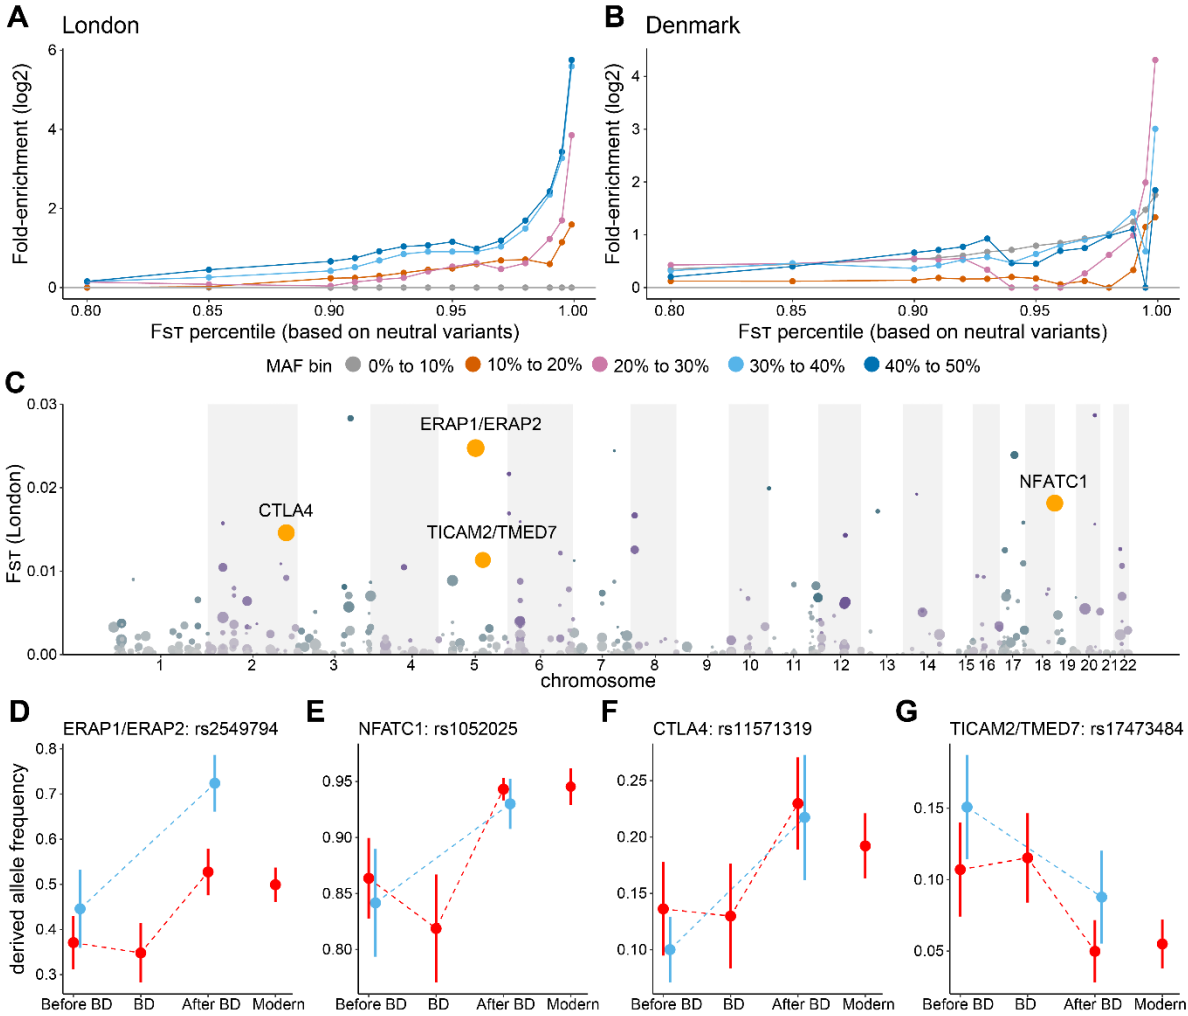 A London
B Denmark
Fold-enrichment (log2)
6
4
2
0
0.80 0.85 0.90 0.95 1.00
FST percentile (based on neutral variants)
Fold-enrichment (log2)
4
3
2
1
0
0.80 0.85 0.90 0.95 1.00
FST percentile (based on neutral variants)
MAF bin 0% to 10% 10% to 20% 20% to 30% 30% to 40% 40% to 50%
C
FST (London)
0.03
0.02
0.01
0.00
ERAP1/ERAP2
NFATC1
CTLA4
TICAM2/TMED7
1 2 3 4 5 6 7 8 9 10 11 12 13 14 15 16 17 18 19 20 21 22
chromosome
D
ERAP1/ERAP2: rs2549794
derived allele frequency
0.8
0.7
0.6
0.5
0.4
0.3
Before BD BD After BD Modern
E
NFATC1: rs1052025
0.95
0.90
0.85
0.80
Before BD BD After BD Modern
F
CTLA4: rs11571319
0.25
0.20
0.15
0.10
Before BD BD After BD Modern
G
TICAM2/TMED7: rs17473484
0.15
0.10
0.05
Before BD BD After BD Modern